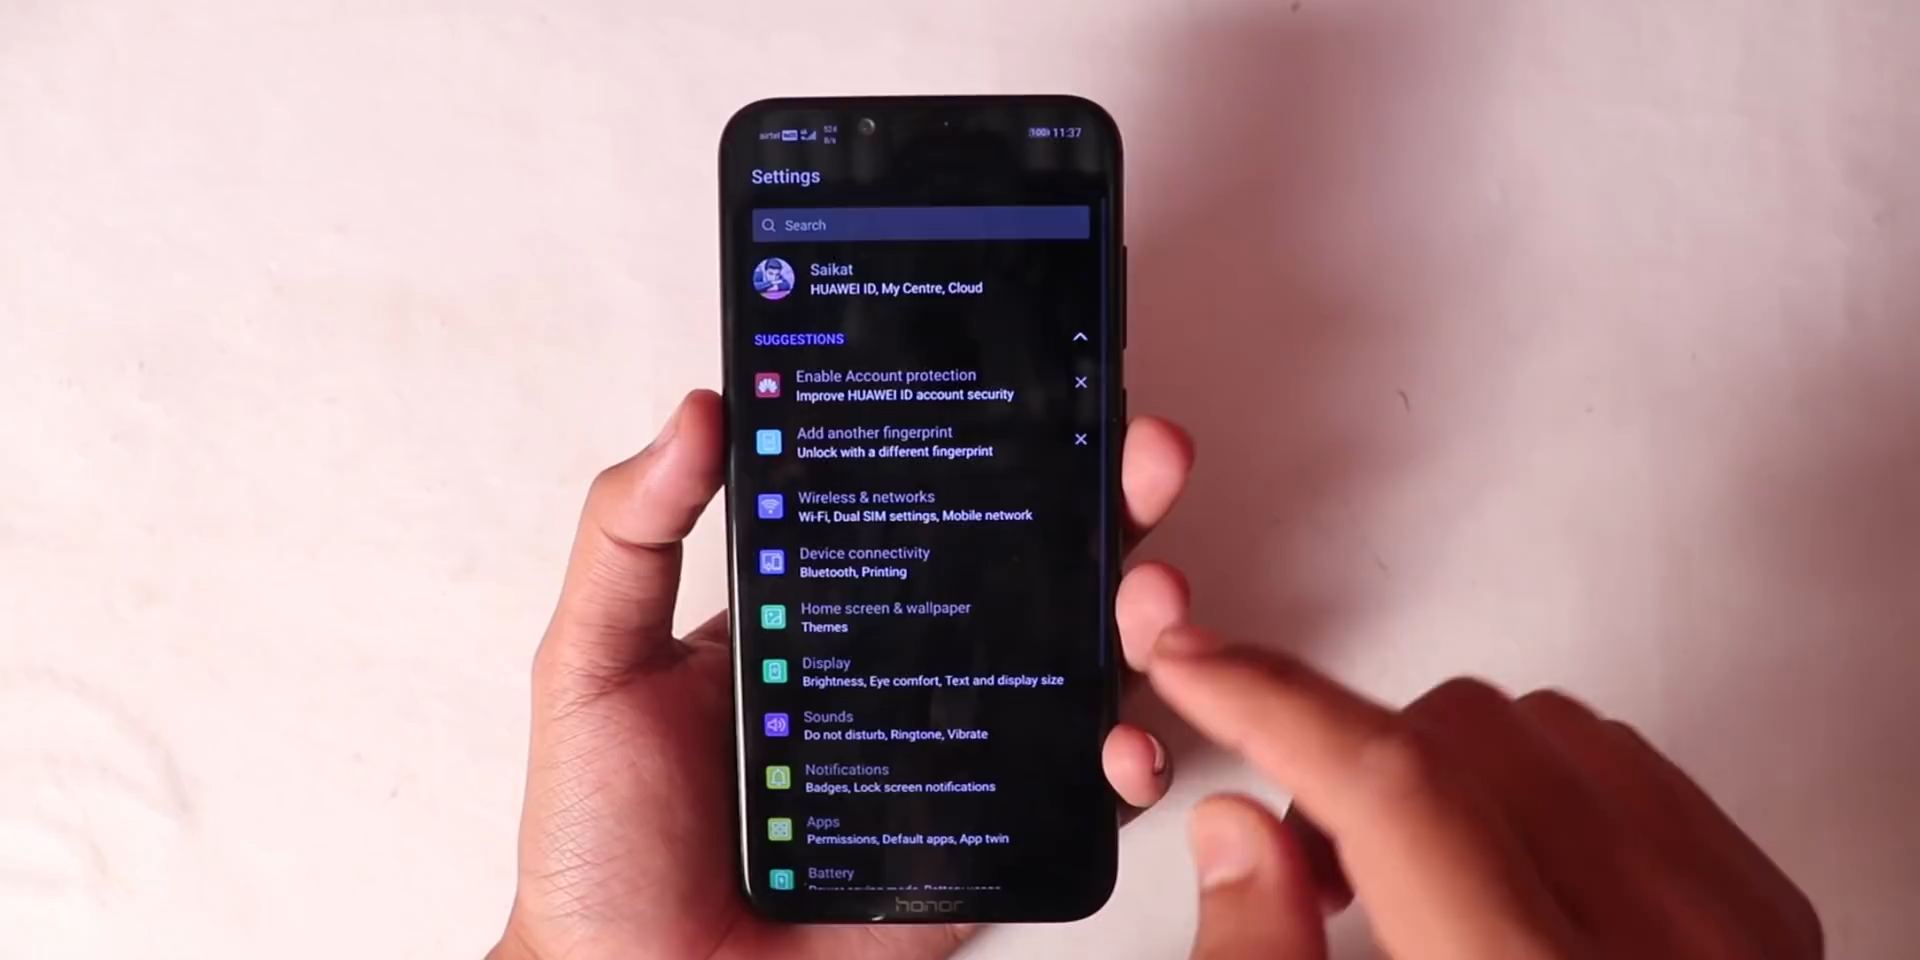 airtel
524
B/s
100 11:37
Settings
Search
Saikat
HUAWEI ID, My Centre, Cloud
SUGGESTIONS
Enable Account protection
Improve HUAWEI ID account security
Add another fingerprint
Unlock with a different fingerprint
Wireless & networks
Wi-Fi, Dual SIM settings, Mobile network
Device connectivity
Bluetooth, Printing
Home screen & wallpaper
Themes
Display
Brightness, Eye comfort, Text and display size
Sounds
Do not disturb, Ringtone, Vibrate
Notifications
Badges, Lock screen notifications
Apps
Permissions, Default apps, App twin
Battery
honor